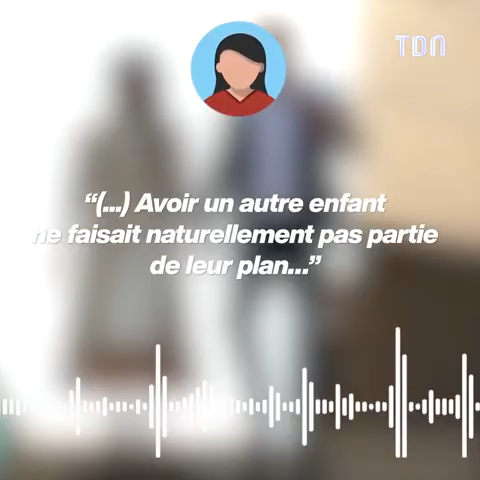 TDN
“(...) Avoir un autre enfant
ne faisait naturellement pas partie
de leur plan...”